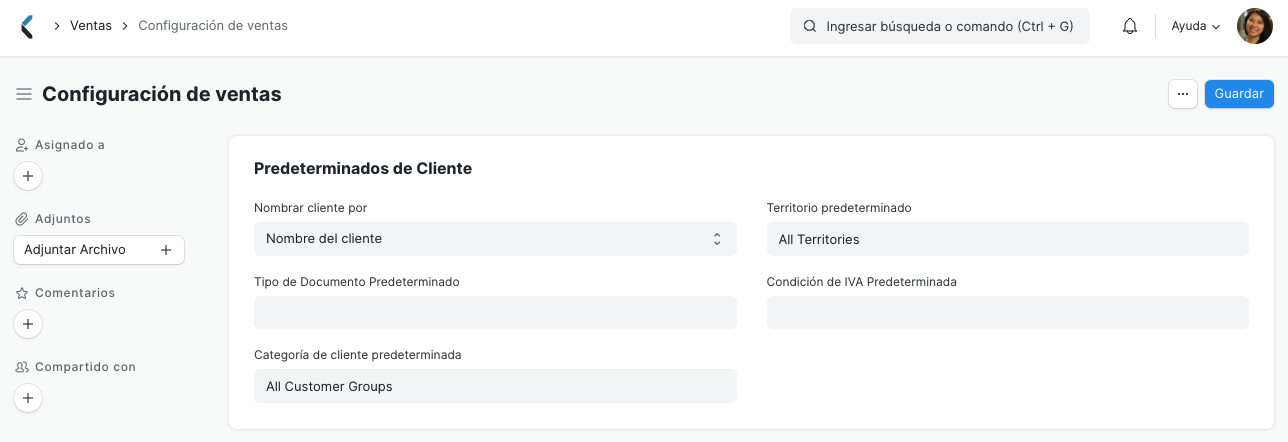 Ventas
Configuración de ventas
Ingresar búsqueda o comando (Ctrl + G)
Ayuda
Configuración de ventas
...
Guardar
Asignado a
+
Adjuntos
Adjuntar Archivo +
Comentarios
+
Compartido con
+
Predeterminados de Cliente
Nombrar cliente por
Nombre del cliente
Territorio predeterminado
All Territories
Tipo de Documento Predeterminado
Condición de IVA Predeterminada
Categoría de cliente predeterminada
All Customer Groups